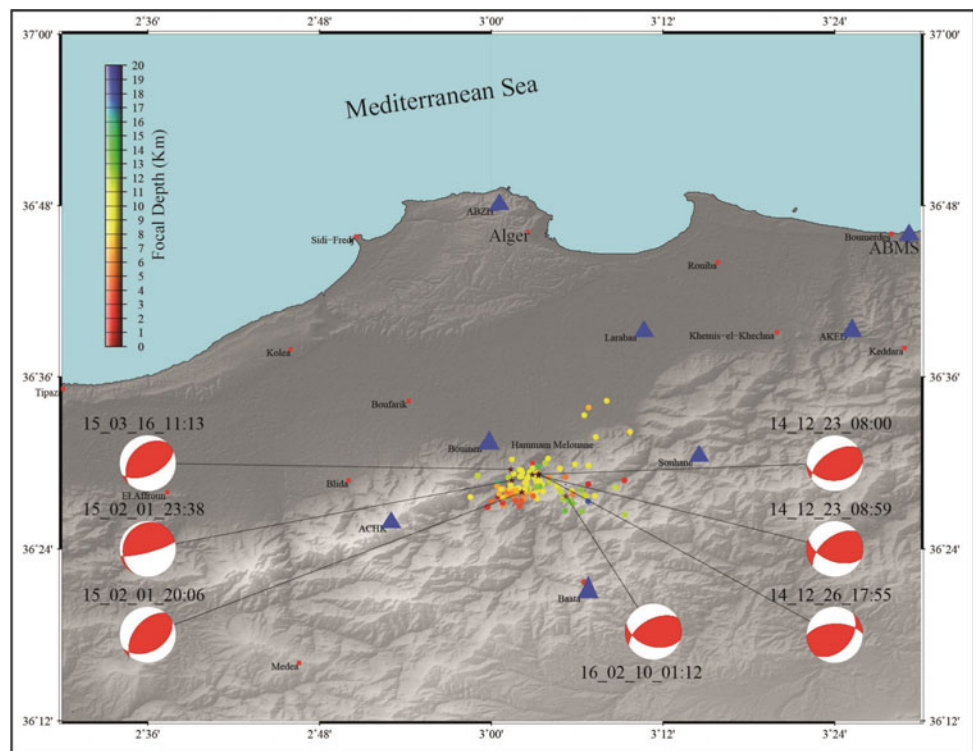 2˚36' 2˚48' 3˚00' 3˚12' 3˚24'
37˚00' 37˚00'
20
19
18
17
16
15
14
13
12
11
10
9
8
7
6
5
4
3
2
1
0
Focal Depth (Km)
Mediterranean Sea
36˚48' 36˚48'
ABZH
Sidi-Fredj
Alger
Boumerdes
ABMS
Rouiba
Larabaa
Khemis-el-Khechna
AKED
Keddara
Kolea
36˚36' 36˚36'
Tipaz
Boufarik
15_03_16_11:13
14_12_23_08:00
Bouinen
Hammam Melouane
Souhane
Blida
El Affroun
15_02_01_23:38
14_12_23_08:59
ACHK
36˚24' 36˚24'
15_02_01_20:06
14_12_26_17:55
Baata
Medea
16_02_10_01:12
36˚12' 36˚12'
2˚36' 2˚48' 3˚00' 3˚12' 3˚24'